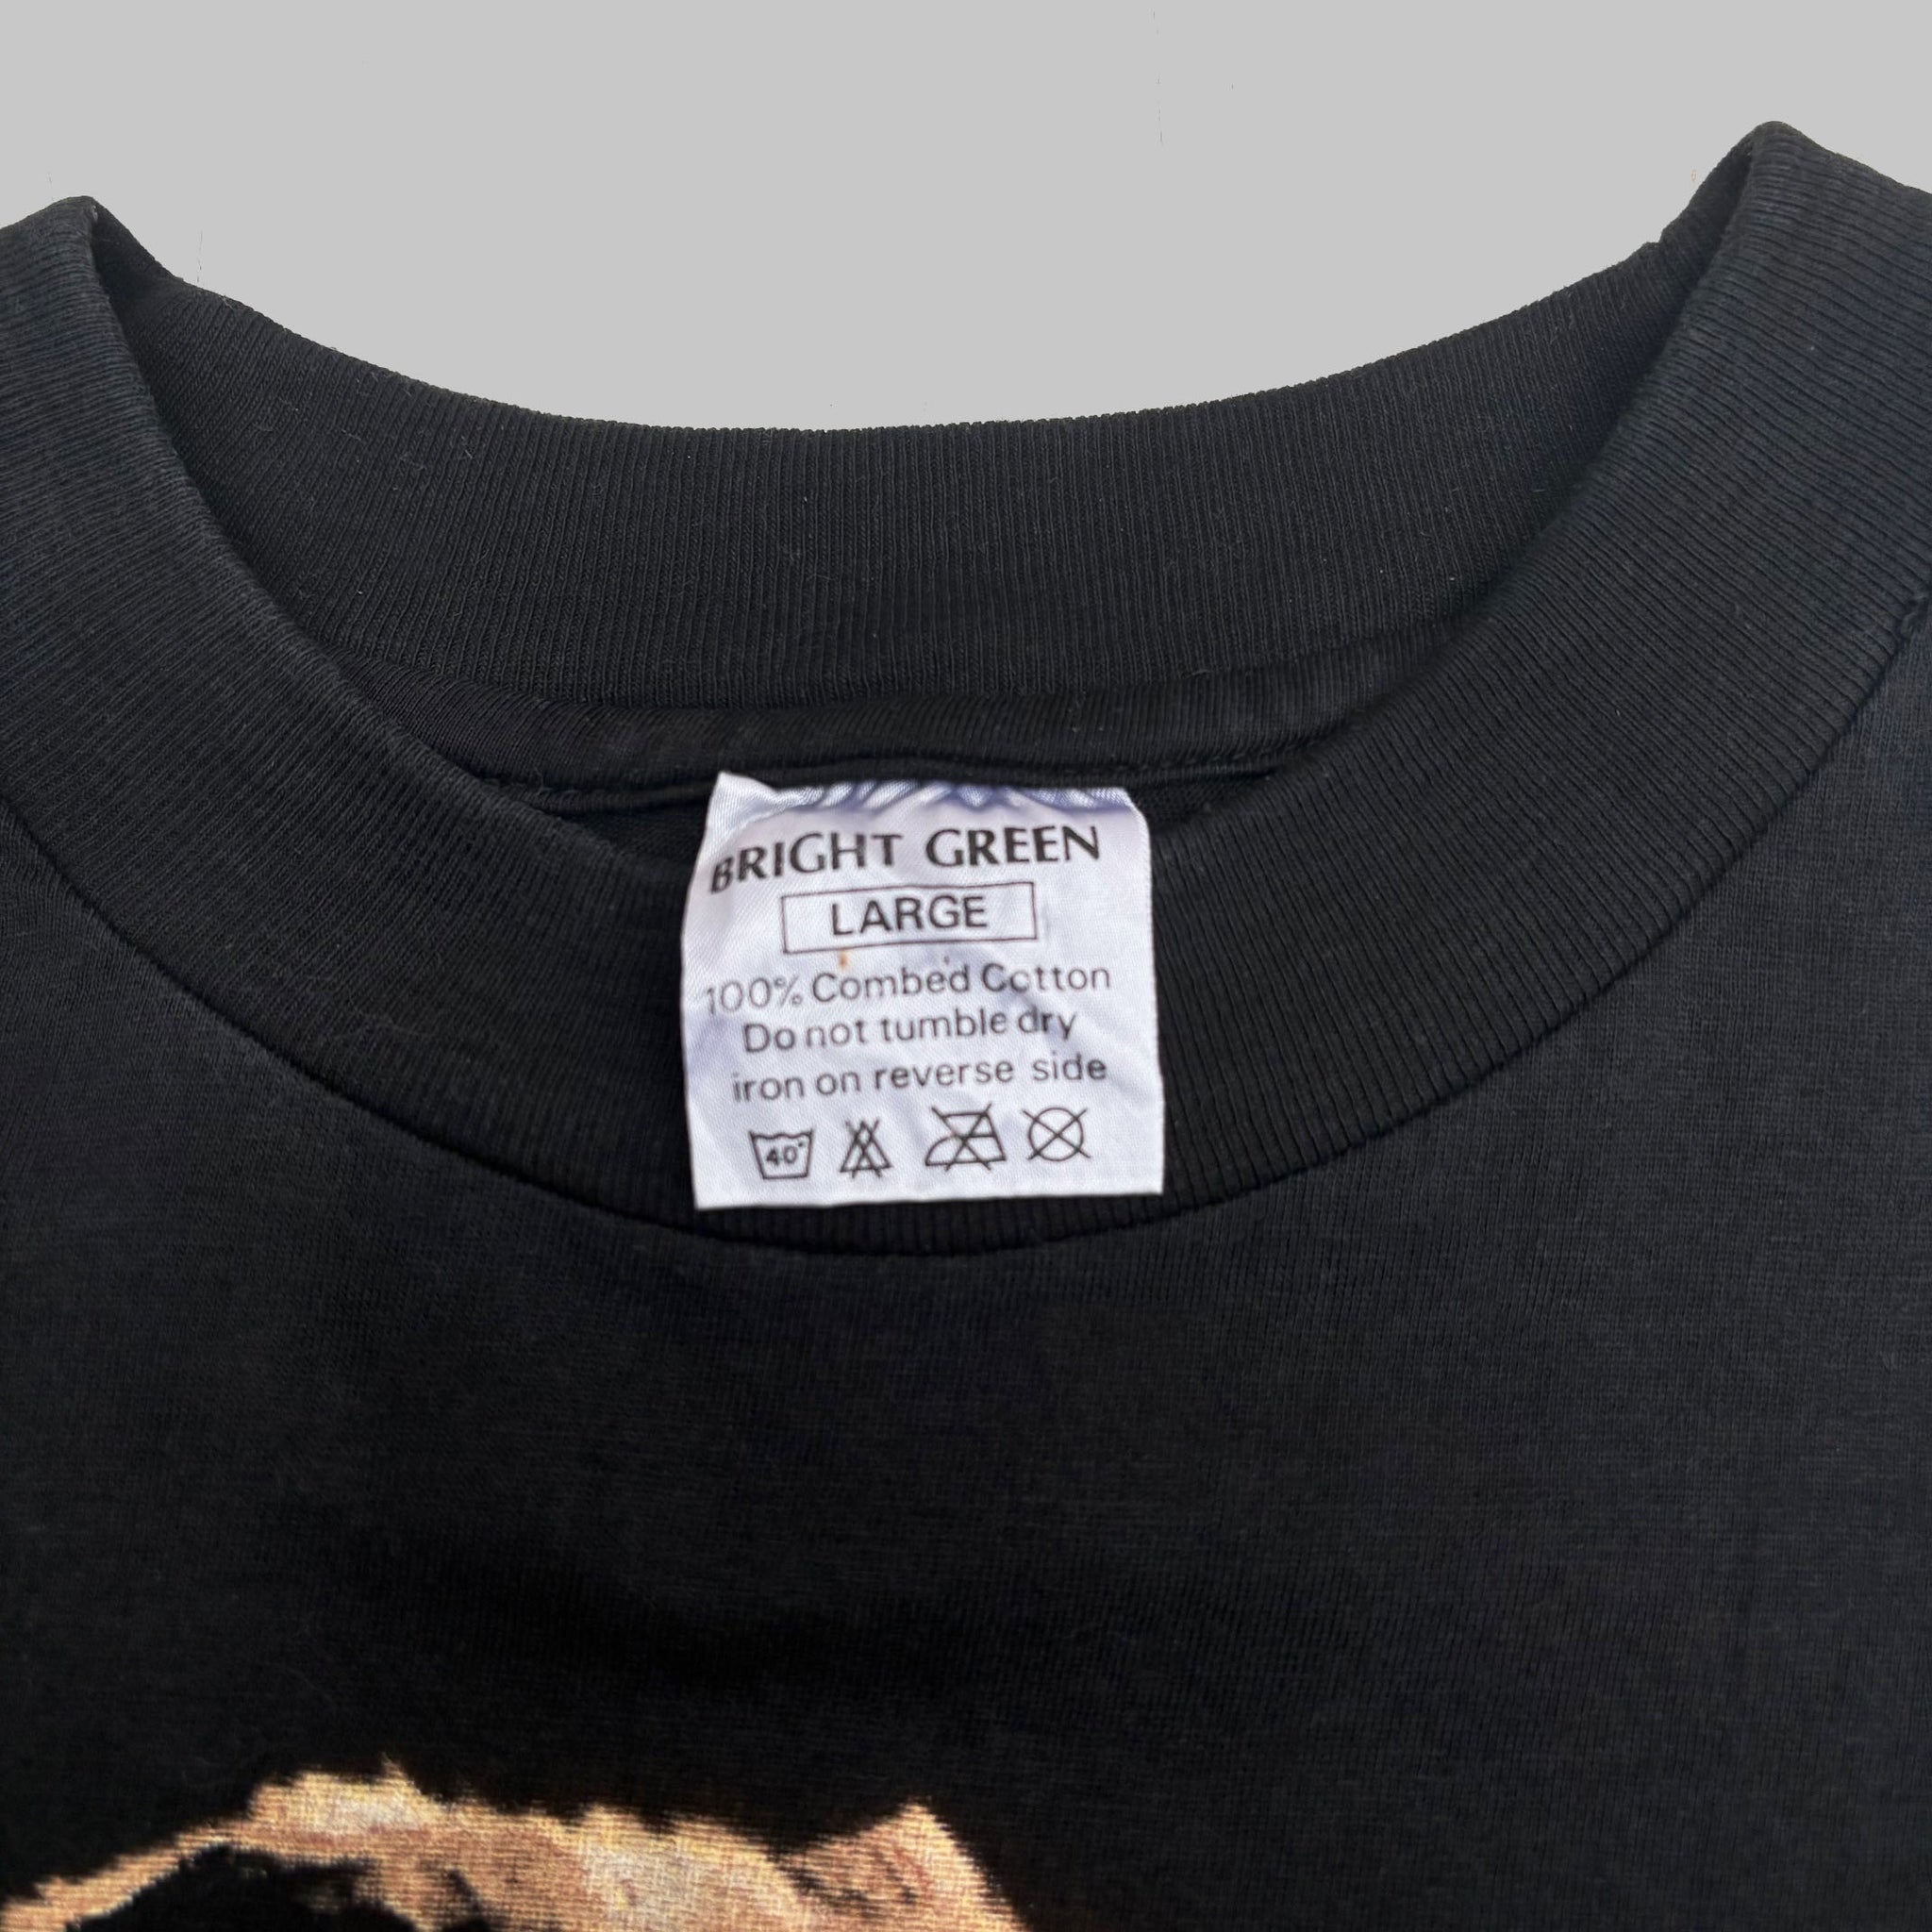 BRIGHT GREEN
LARGE
100% Combed Cotton
Do not tumble dry
iron on reverse side
40°